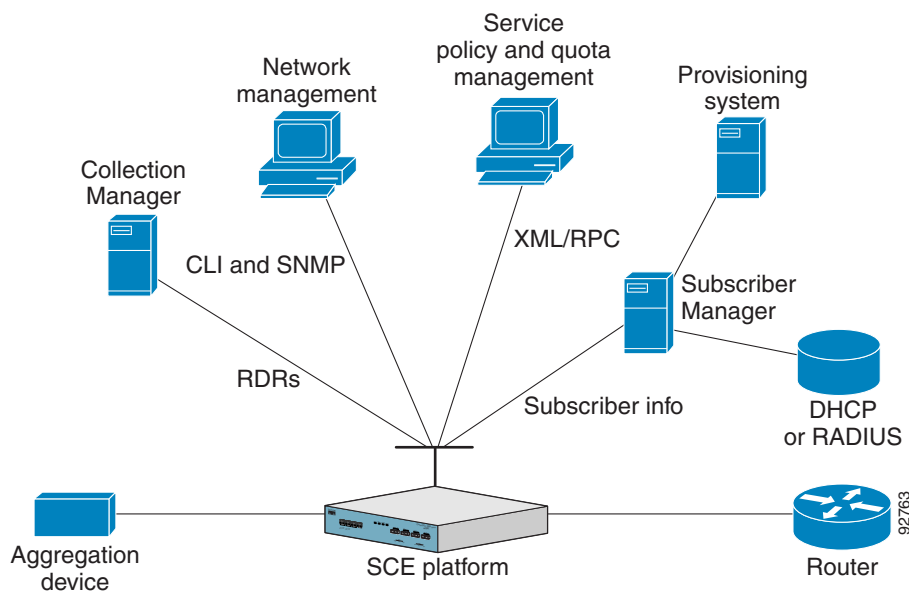 Service
policy and quota
management
Network
management
Provisioning
system
Collection
Manager
CLI and SNMP
XML/RPC
Subscriber
Manager
RDRs
Subscriber info
DHCP
or RADIUS
Aggregation
device
SCE platform
Router
92763